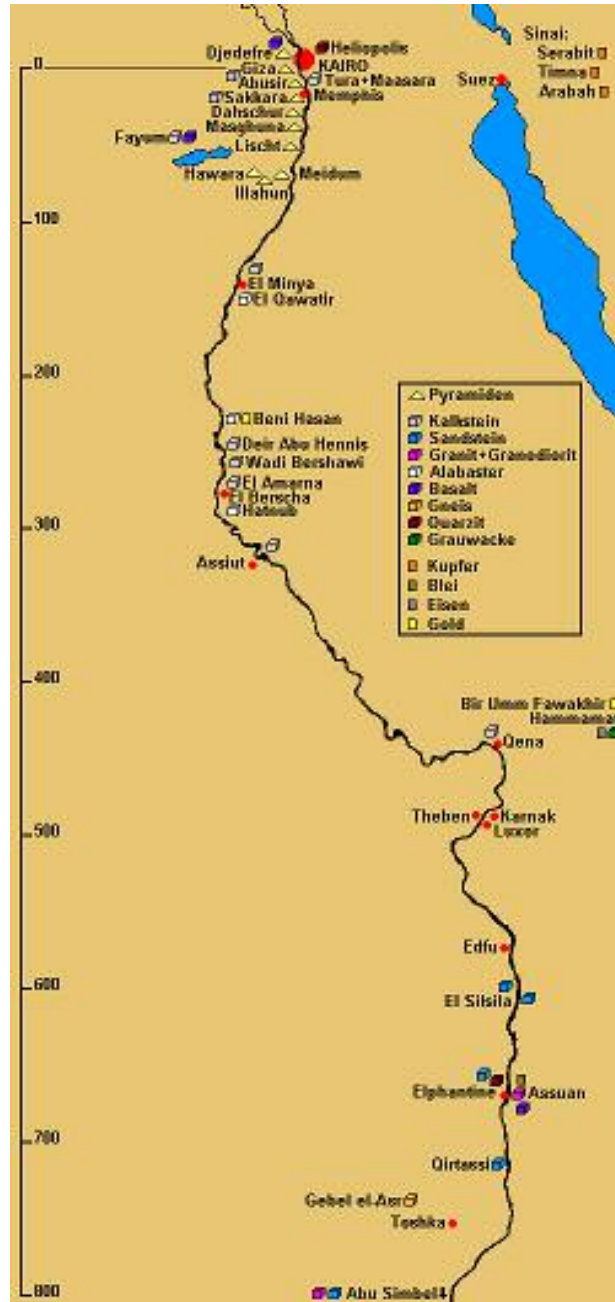 Sinai:
Serabit
Timna
Arabah
Djedefre
Heliopolis
0
KAIRO
Giza
Tura+Maasara
Abusir
Suez
Sakkara
Memphis
Dahschur
Masghuna
Fayum
Lischt
Hawara
Meidum
Illahun
100
El Minya
El Qawatir
200
Pyramiden
Beni Hasan
Kalkstein
Deir Abu Hennis
Sandstein
Wadi Bershawi
Granit+Granodiorit
Alabaster
El Amarna
Basalt
El Berscha
Gneis
Hatnub
Quarzit
300
Grauwacke
Assiut
Kupfer
Blei
Eisen
Gold
400
Bir Umm Fawakhir
Hammama
Qena
Theben
Karnak
Luxor
500
Edfu
600
El Silsila
Elphantine
Assuan
700
Qirtassi
Gebel el-Asr
Toshka
800
Abu Simbel